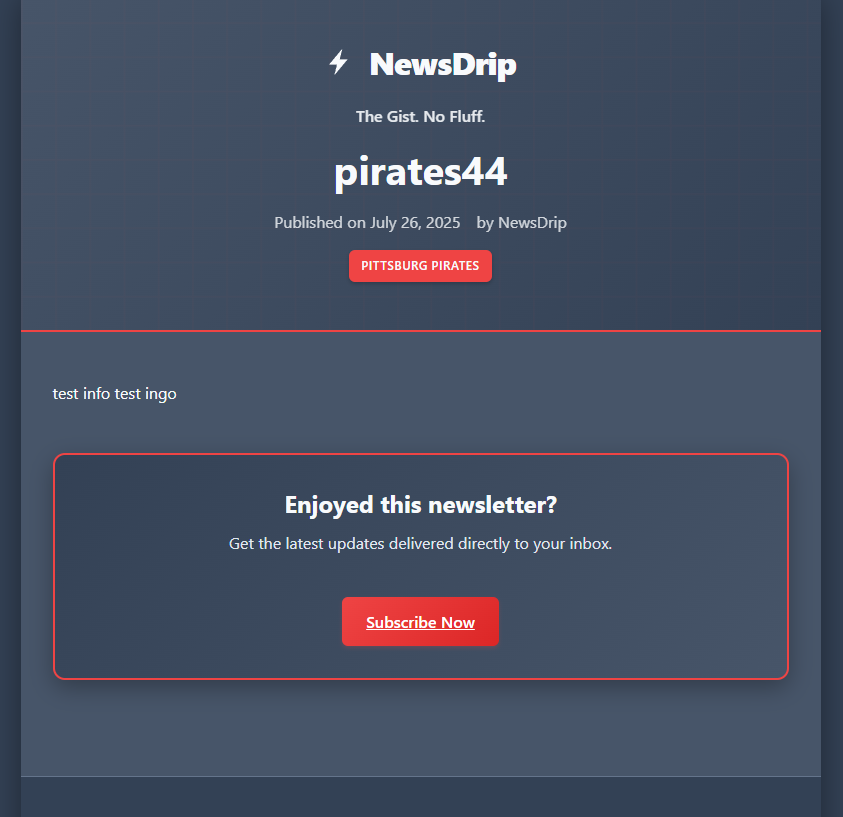 NewsDrip
The Gist. No Fluff.
pirates44
Published on July 26, 2025 by NewsDrip
PITTSBURG PIRATES
test info test ingo
Enjoyed this newsletter?
Get the latest updates delivered directly to your inbox.
Subscribe Now